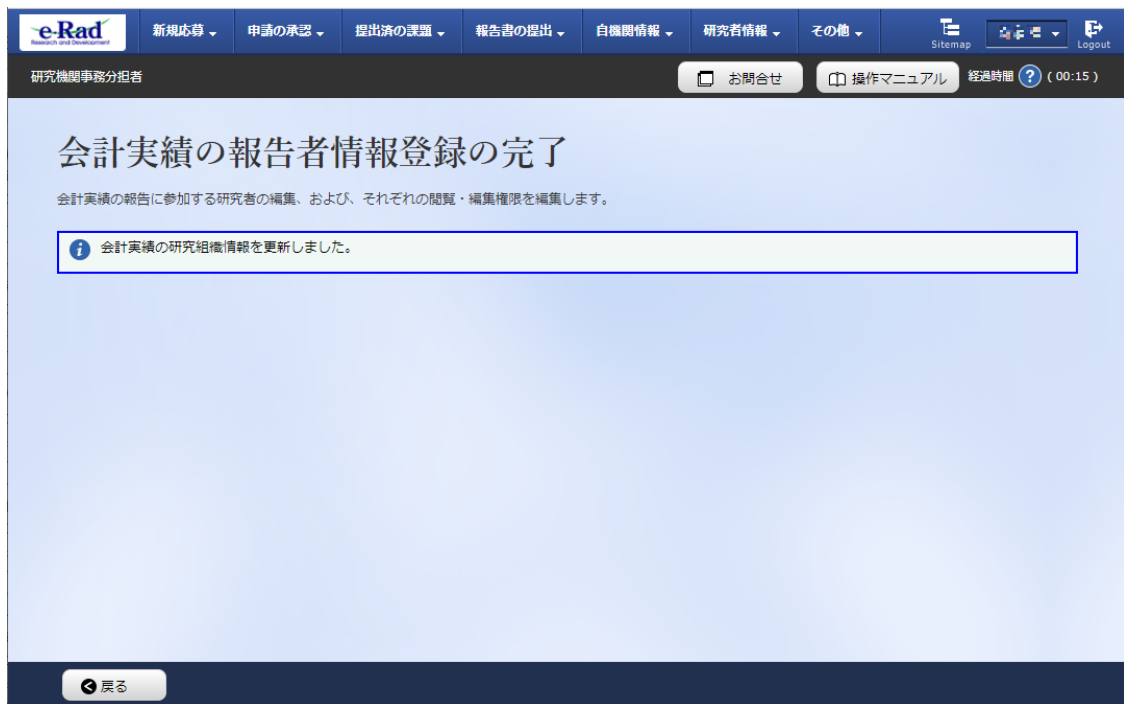 e-Rad
Research and Development
新規応募
申請の承認
提出済の課題
報告書の提出
自機関情報
研究者情報
その他
Sitemap
Logout
研究機関事務分担者
お問合せ
操作マニュアル
経過時間 ? ( 00:15 )
会計実績の報告者情報登録の完了
会計実績の報告に参加する研究者の編集、および、それぞれの閲覧・編集権限を編集します。
会計実績の研究組織情報を更新しました。
戻る